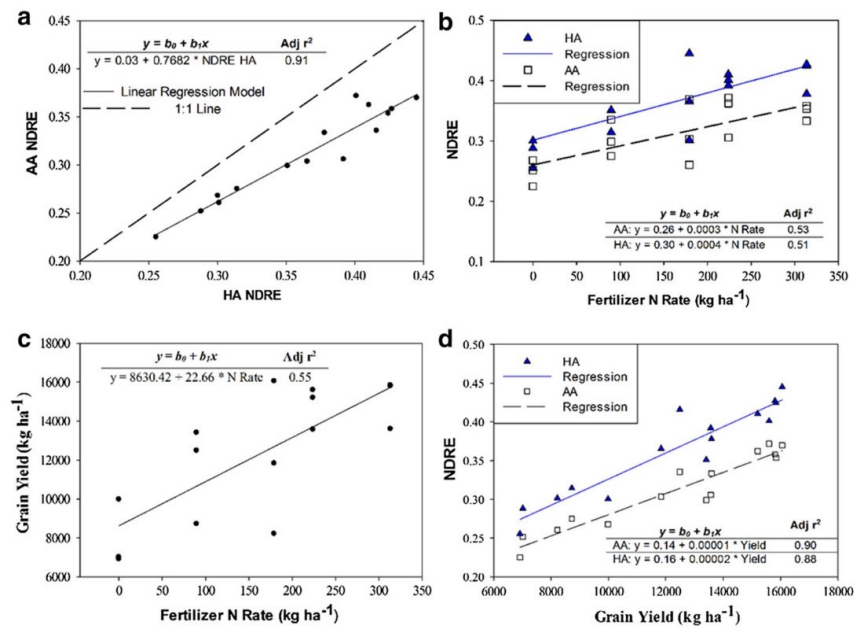 a
y = b₀ + b₁x Adj r²
y = 0.03 + 0.7682 * NDRE HA 0.91
Linear Regression Model
1:1 Line
0.45
0.40
0.35
0.30
0.25
0.20
AA NDRE
0.20 0.25 0.30 0.35 0.40 0.45
HA NDRE
b
HA
Regression
AA
Regression
0.5
0.4
0.3
0.2
0.1
NDRE
y = b₀ + b₁x Adj r²
AA: y = 0.26 + 0.0003 * N Rate 0.53
HA: y = 0.30 + 0.0004 * N Rate 0.51
0 50 100 150 200 250 300 350
Fertilizer N Rate (kg ha⁻¹)
c
y = b₀ + b₁x Adj r²
y = 8630.42 + 22.66 * N Rate 0.55
18000
16000
14000
12000
10000
8000
6000
Grain Yield (kg ha⁻¹)
0 50 100 150 200 250 300 350
Fertilizer N Rate (kg ha⁻¹)
d
HA
Regression
AA
Regression
0.50
0.45
0.40
0.35
0.30
0.25
0.20
NDRE
y = b₀ + b₁x Adj r²
AA: y = 0.14 + 0.00001 * Yield 0.90
HA: y = 0.16 + 0.00002 * Yield 0.88
6000 8000 10000 12000 14000 16000 18000
Grain Yield (kg ha⁻¹)